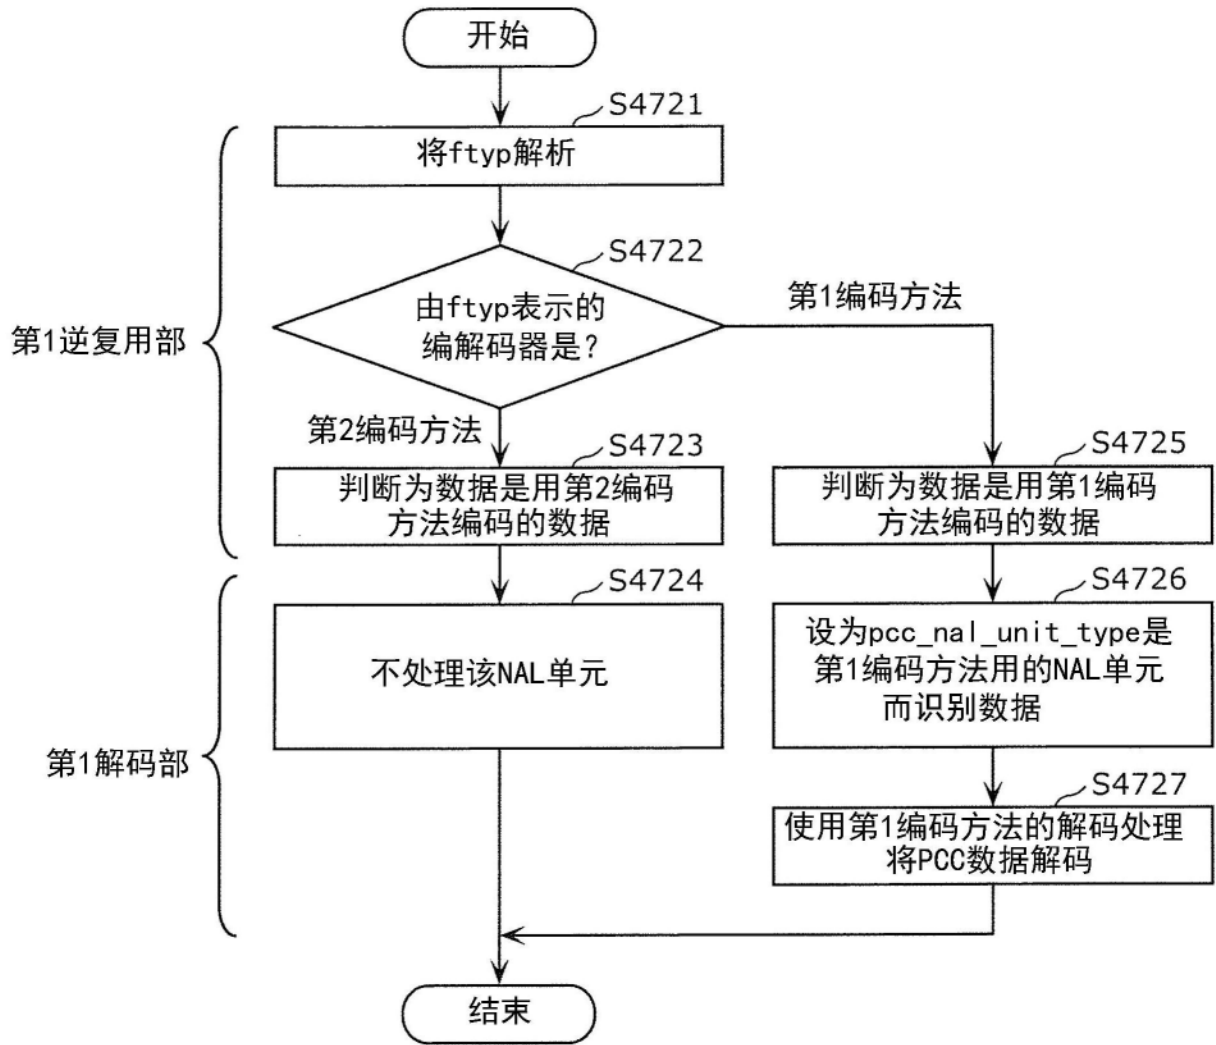 开始
S4721
将ftyp解析
S4722
由ftyp表示的
编解码器是?
第1编码方法
第1逆复用部
第2编码方法
S4723
判断为数据是用第2编码
方法编码的数据
S4725
判断为数据是用第1编码
方法编码的数据
S4724
不处理该NAL单元
S4726
设为pcc_nal_unit_type是
第1编码方法用的NAL单元
而识别数据
第1解码部
S4727
使用第1编码方法的解码处理
将PCC数据解码
结束